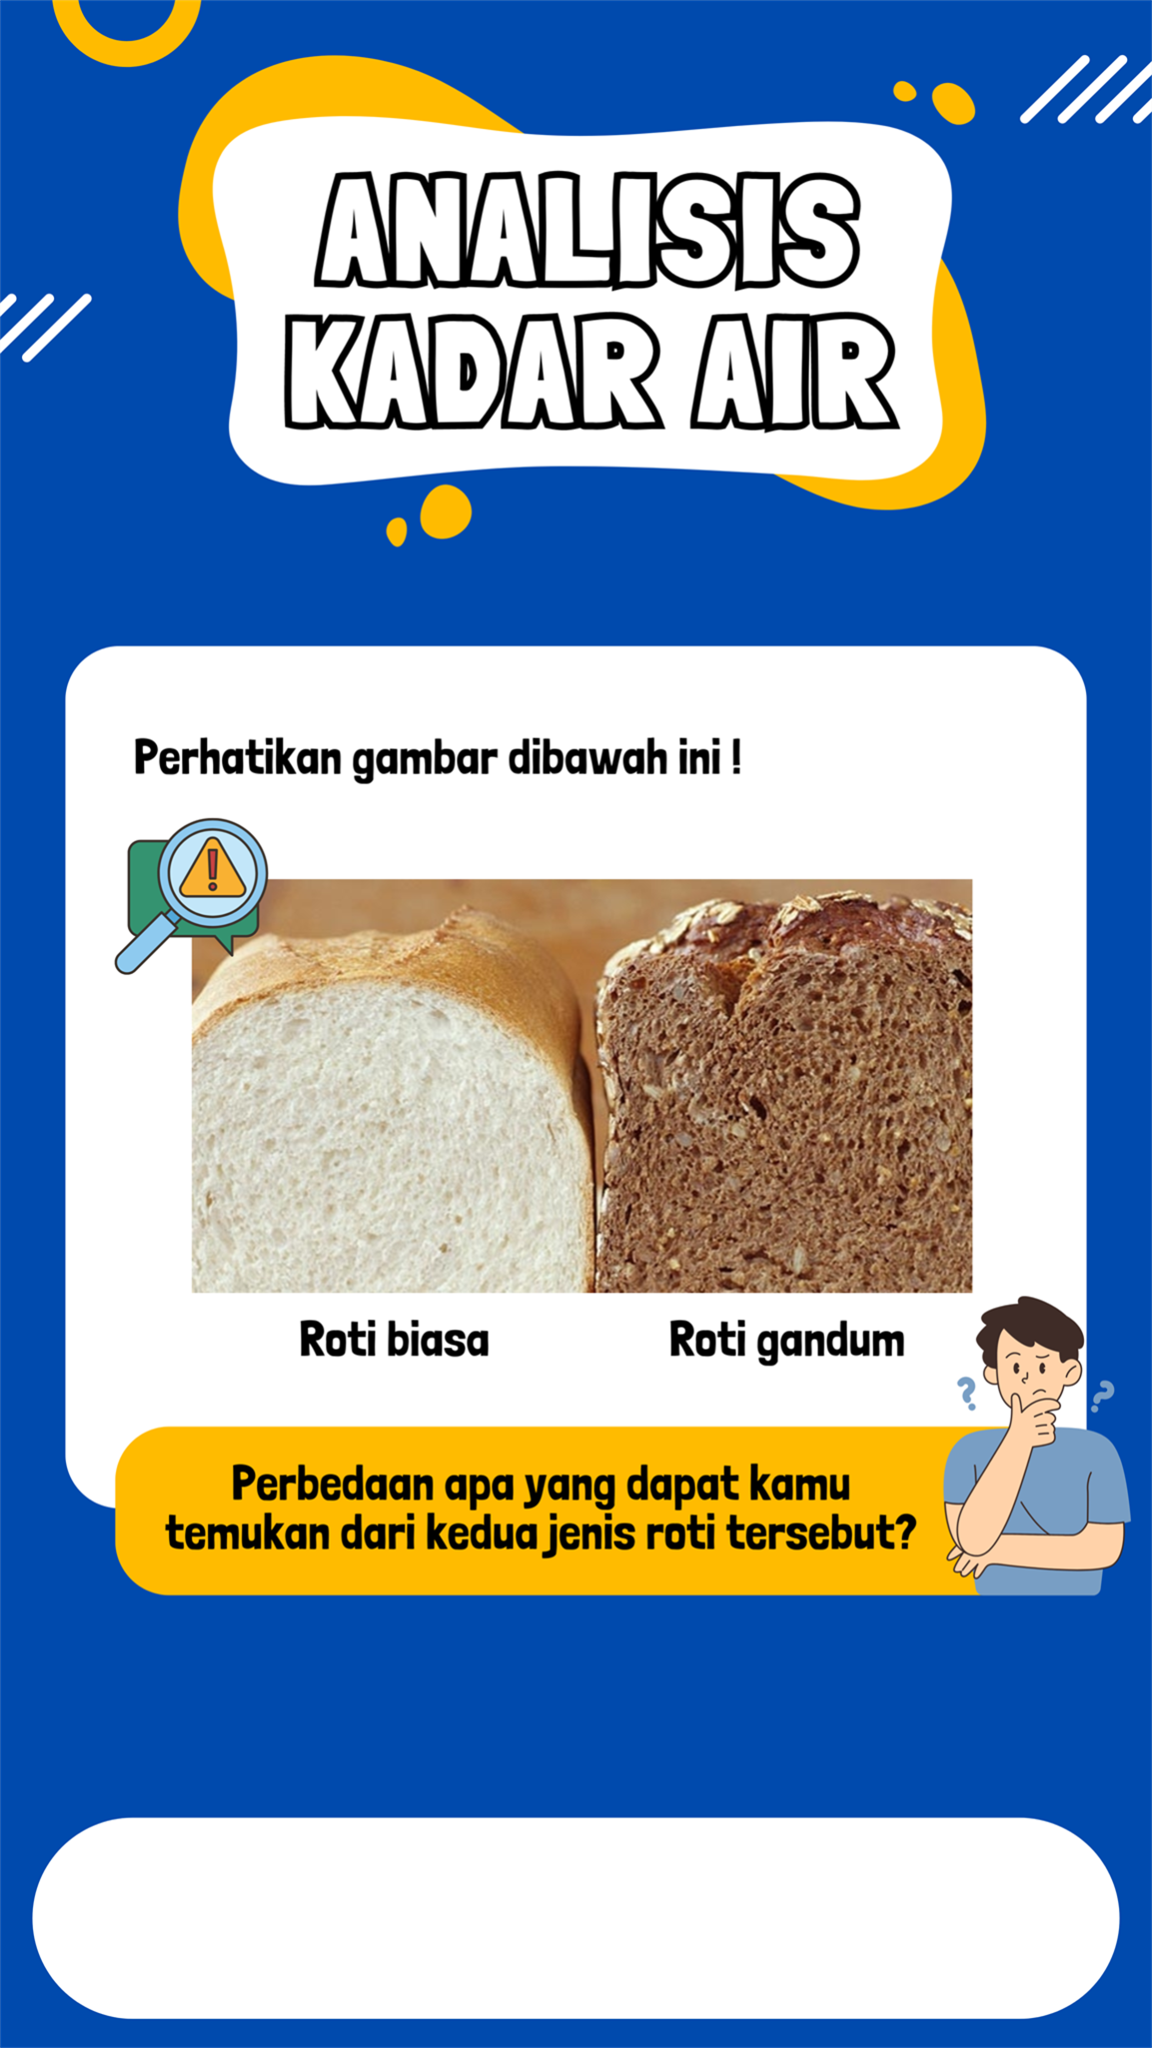 ANALISIS
KADAR AIR
Perhatikan gambar dibawah ini !
Roti biasa
Roti gandum
Perbedaan apa yang dapat kamu
temukan dari kedua jenis roti tersebut?